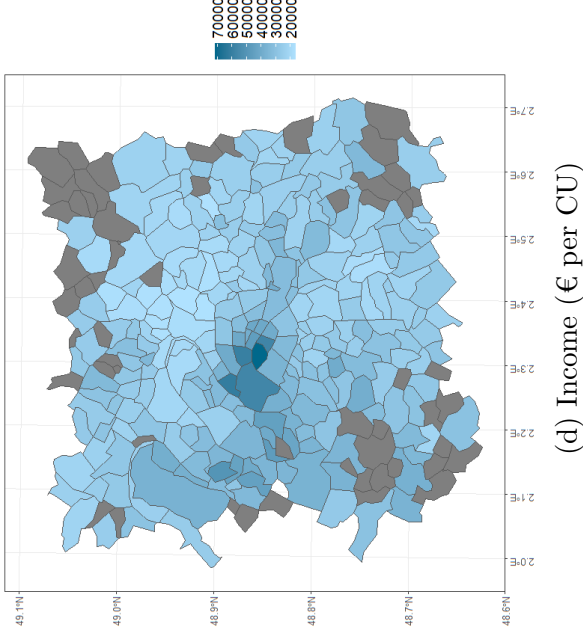 70000
60000
50000
40000
30000
20000
49.1°N
49.0°N
48.9°N
48.8°N
48.7°N
48.6°N
2.0°E
2.1°E
2.2°E
2.3°E
2.4°E
2.5°E
2.6°E
2.7°E
(d) Income (€ per CU)